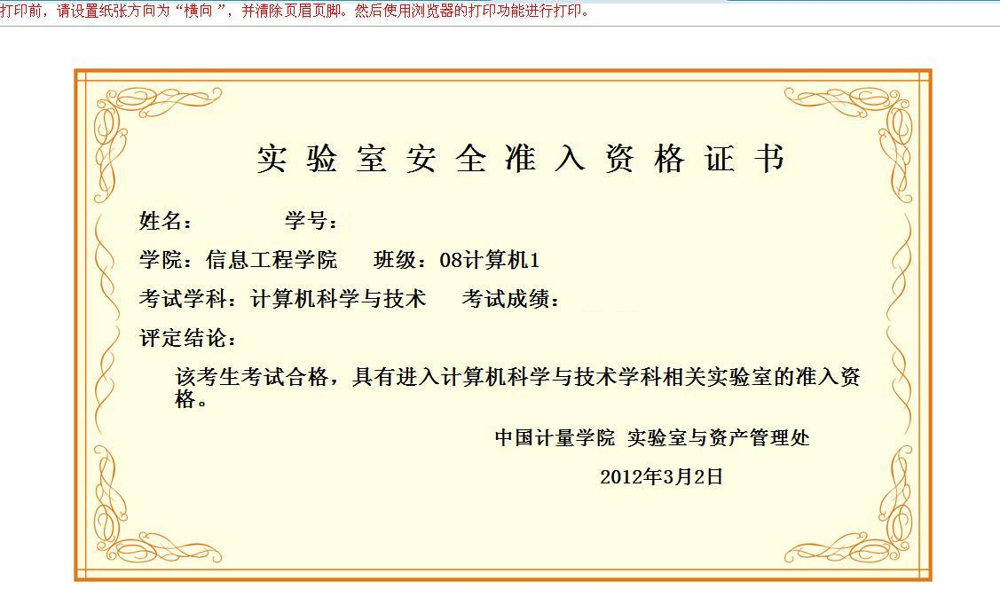 打印前，请设置纸张方向为“横向 ”，并清除页眉页脚。然后使用浏览器的打印功能进行打印。
实验室安全准入资格证书
姓名： 学号：
学院：信息工程学院 班级：08计算机1
考试学科：计算机科学与技术 考试成绩：
评定结论：
该考生考试合格，具有进入计算机科学与技术学科相关实验室的准入资
格。
中国计量学院 实验室与资产管理处
2012年3月2日